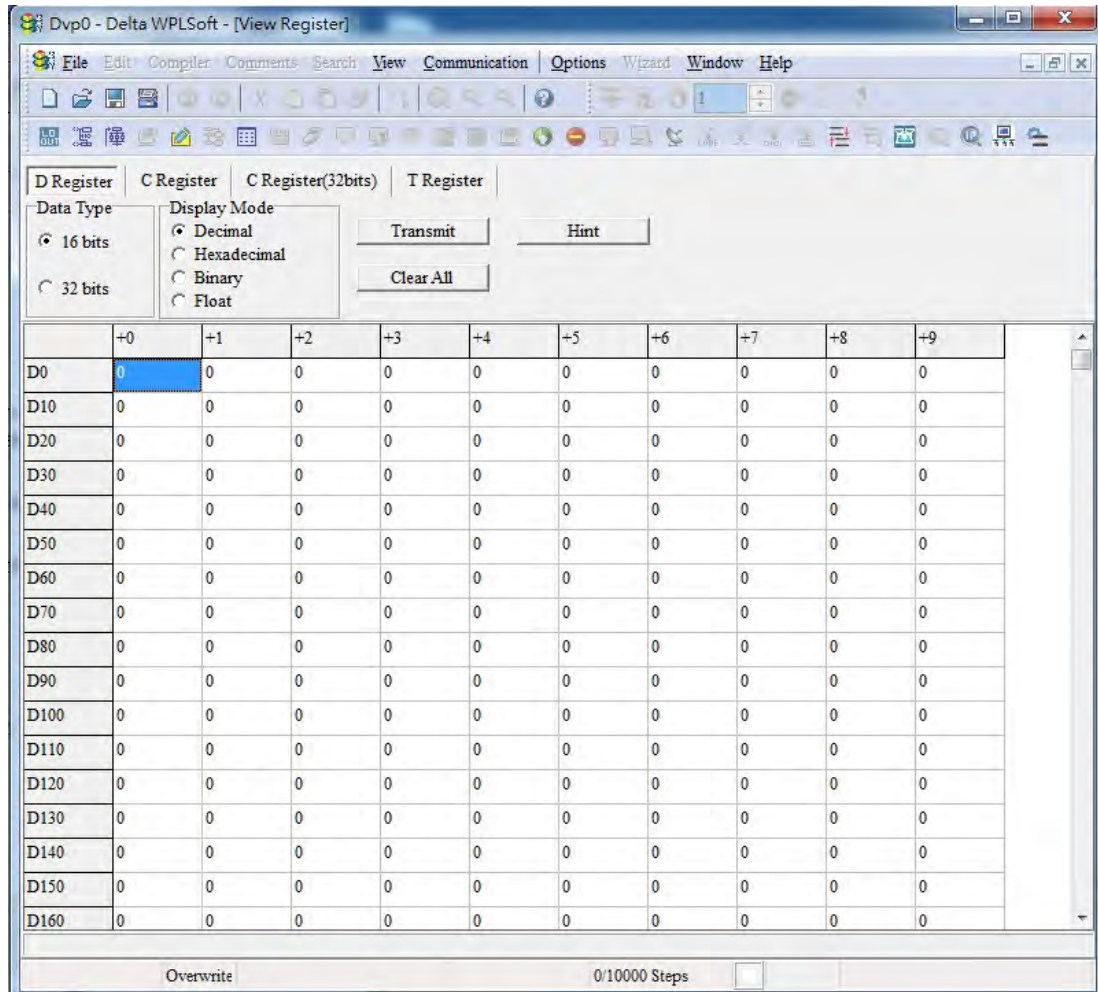 Dvp0 - Delta WPLSoft - [View Register]
File Edit Compiler Comments Search View Communication Options Wizard Window Help
1
D Register C Register C Register(32bits) T Register
Data Type Display Mode
16 bits Decimal Transmit Hint
Hexadecimal
32 bits Binary Clear All
Float
+0 +1 +2 +3 +4 +5 +6 +7 +8 +9
D0 0 0 0 0 0 0 0 0 0 0
D10 0 0 0 0 0 0 0 0 0 0
D20 0 0 0 0 0 0 0 0 0 0
D30 0 0 0 0 0 0 0 0 0 0
D40 0 0 0 0 0 0 0 0 0 0
D50 0 0 0 0 0 0 0 0 0 0
D60 0 0 0 0 0 0 0 0 0 0
D70 0 0 0 0 0 0 0 0 0 0
D80 0 0 0 0 0 0 0 0 0 0
D90 0 0 0 0 0 0 0 0 0 0
D100 0 0 0 0 0 0 0 0 0 0
D110 0 0 0 0 0 0 0 0 0 0
D120 0 0 0 0 0 0 0 0 0 0
D130 0 0 0 0 0 0 0 0 0 0
D140 0 0 0 0 0 0 0 0 0 0
D150 0 0 0 0 0 0 0 0 0 0
D160 0 0 0 0 0 0 0 0 0 0
Overwrite 0/10000 Steps